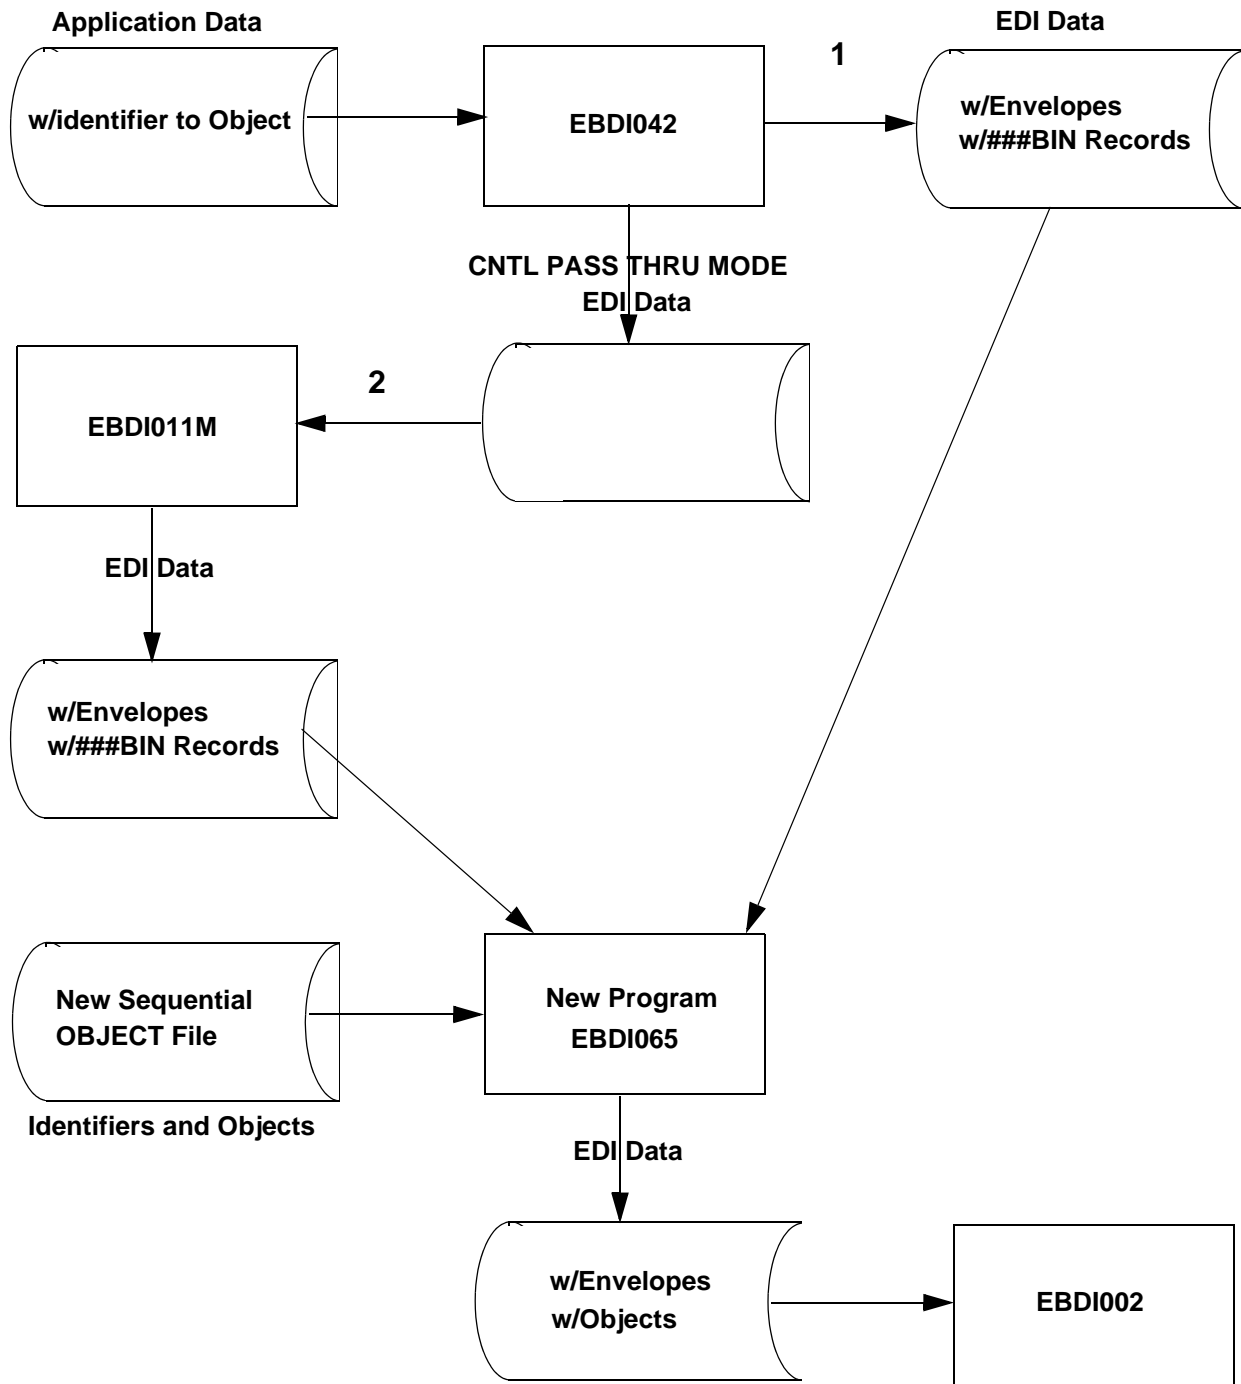 Application Data
EDI Data
1
w/identifier to Object
EBDI042
w/Envelopes
w/###BIN Records
CNTL PASS THRU MODE
EDI Data
2
EBDI011M
EDI Data
w/Envelopes
w/###BIN Records
New Sequential
OBJECT File
New Program
EBDI065
Identifiers and Objects
EDI Data
w/Envelopes
w/Objects
EBDI002